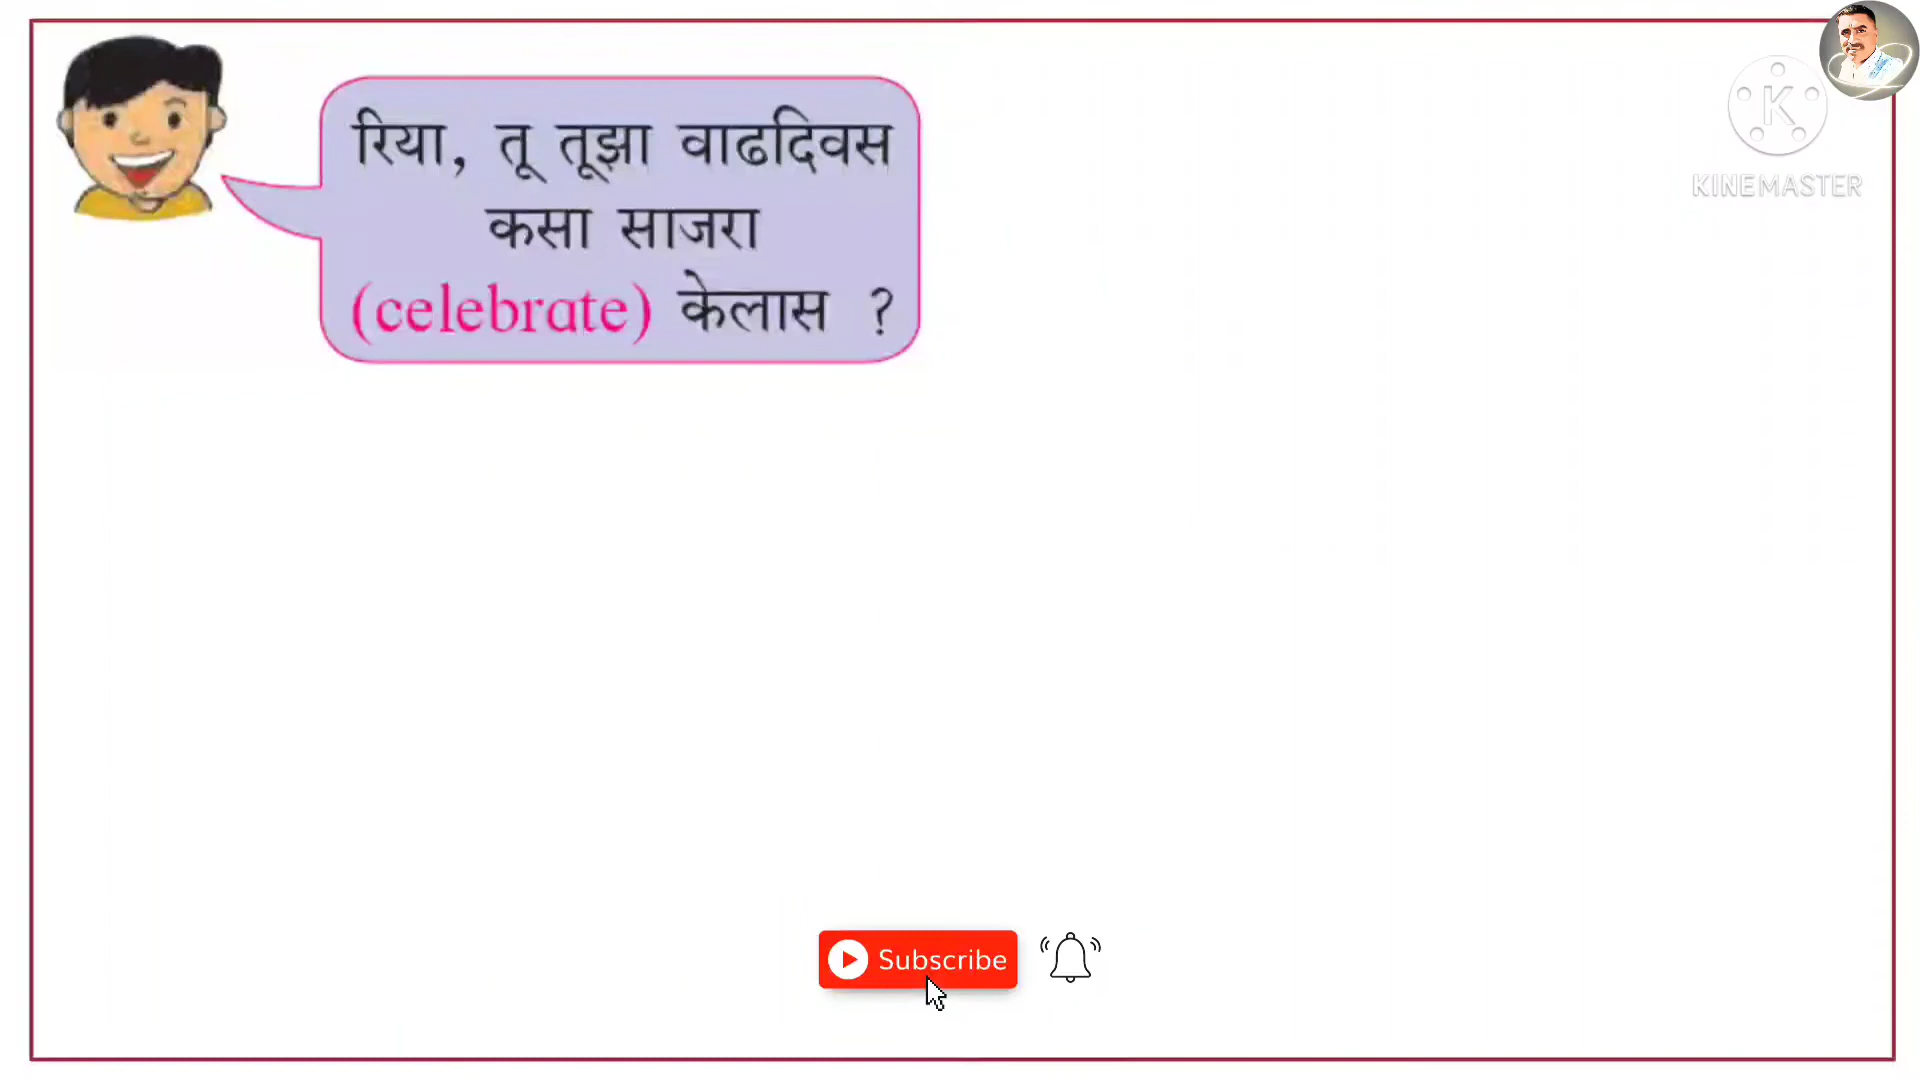 रिया, तू तूझा वाढदिवस
कसा साजरा
(celebrate) केलास ?
KINEMASTER
Subscribe